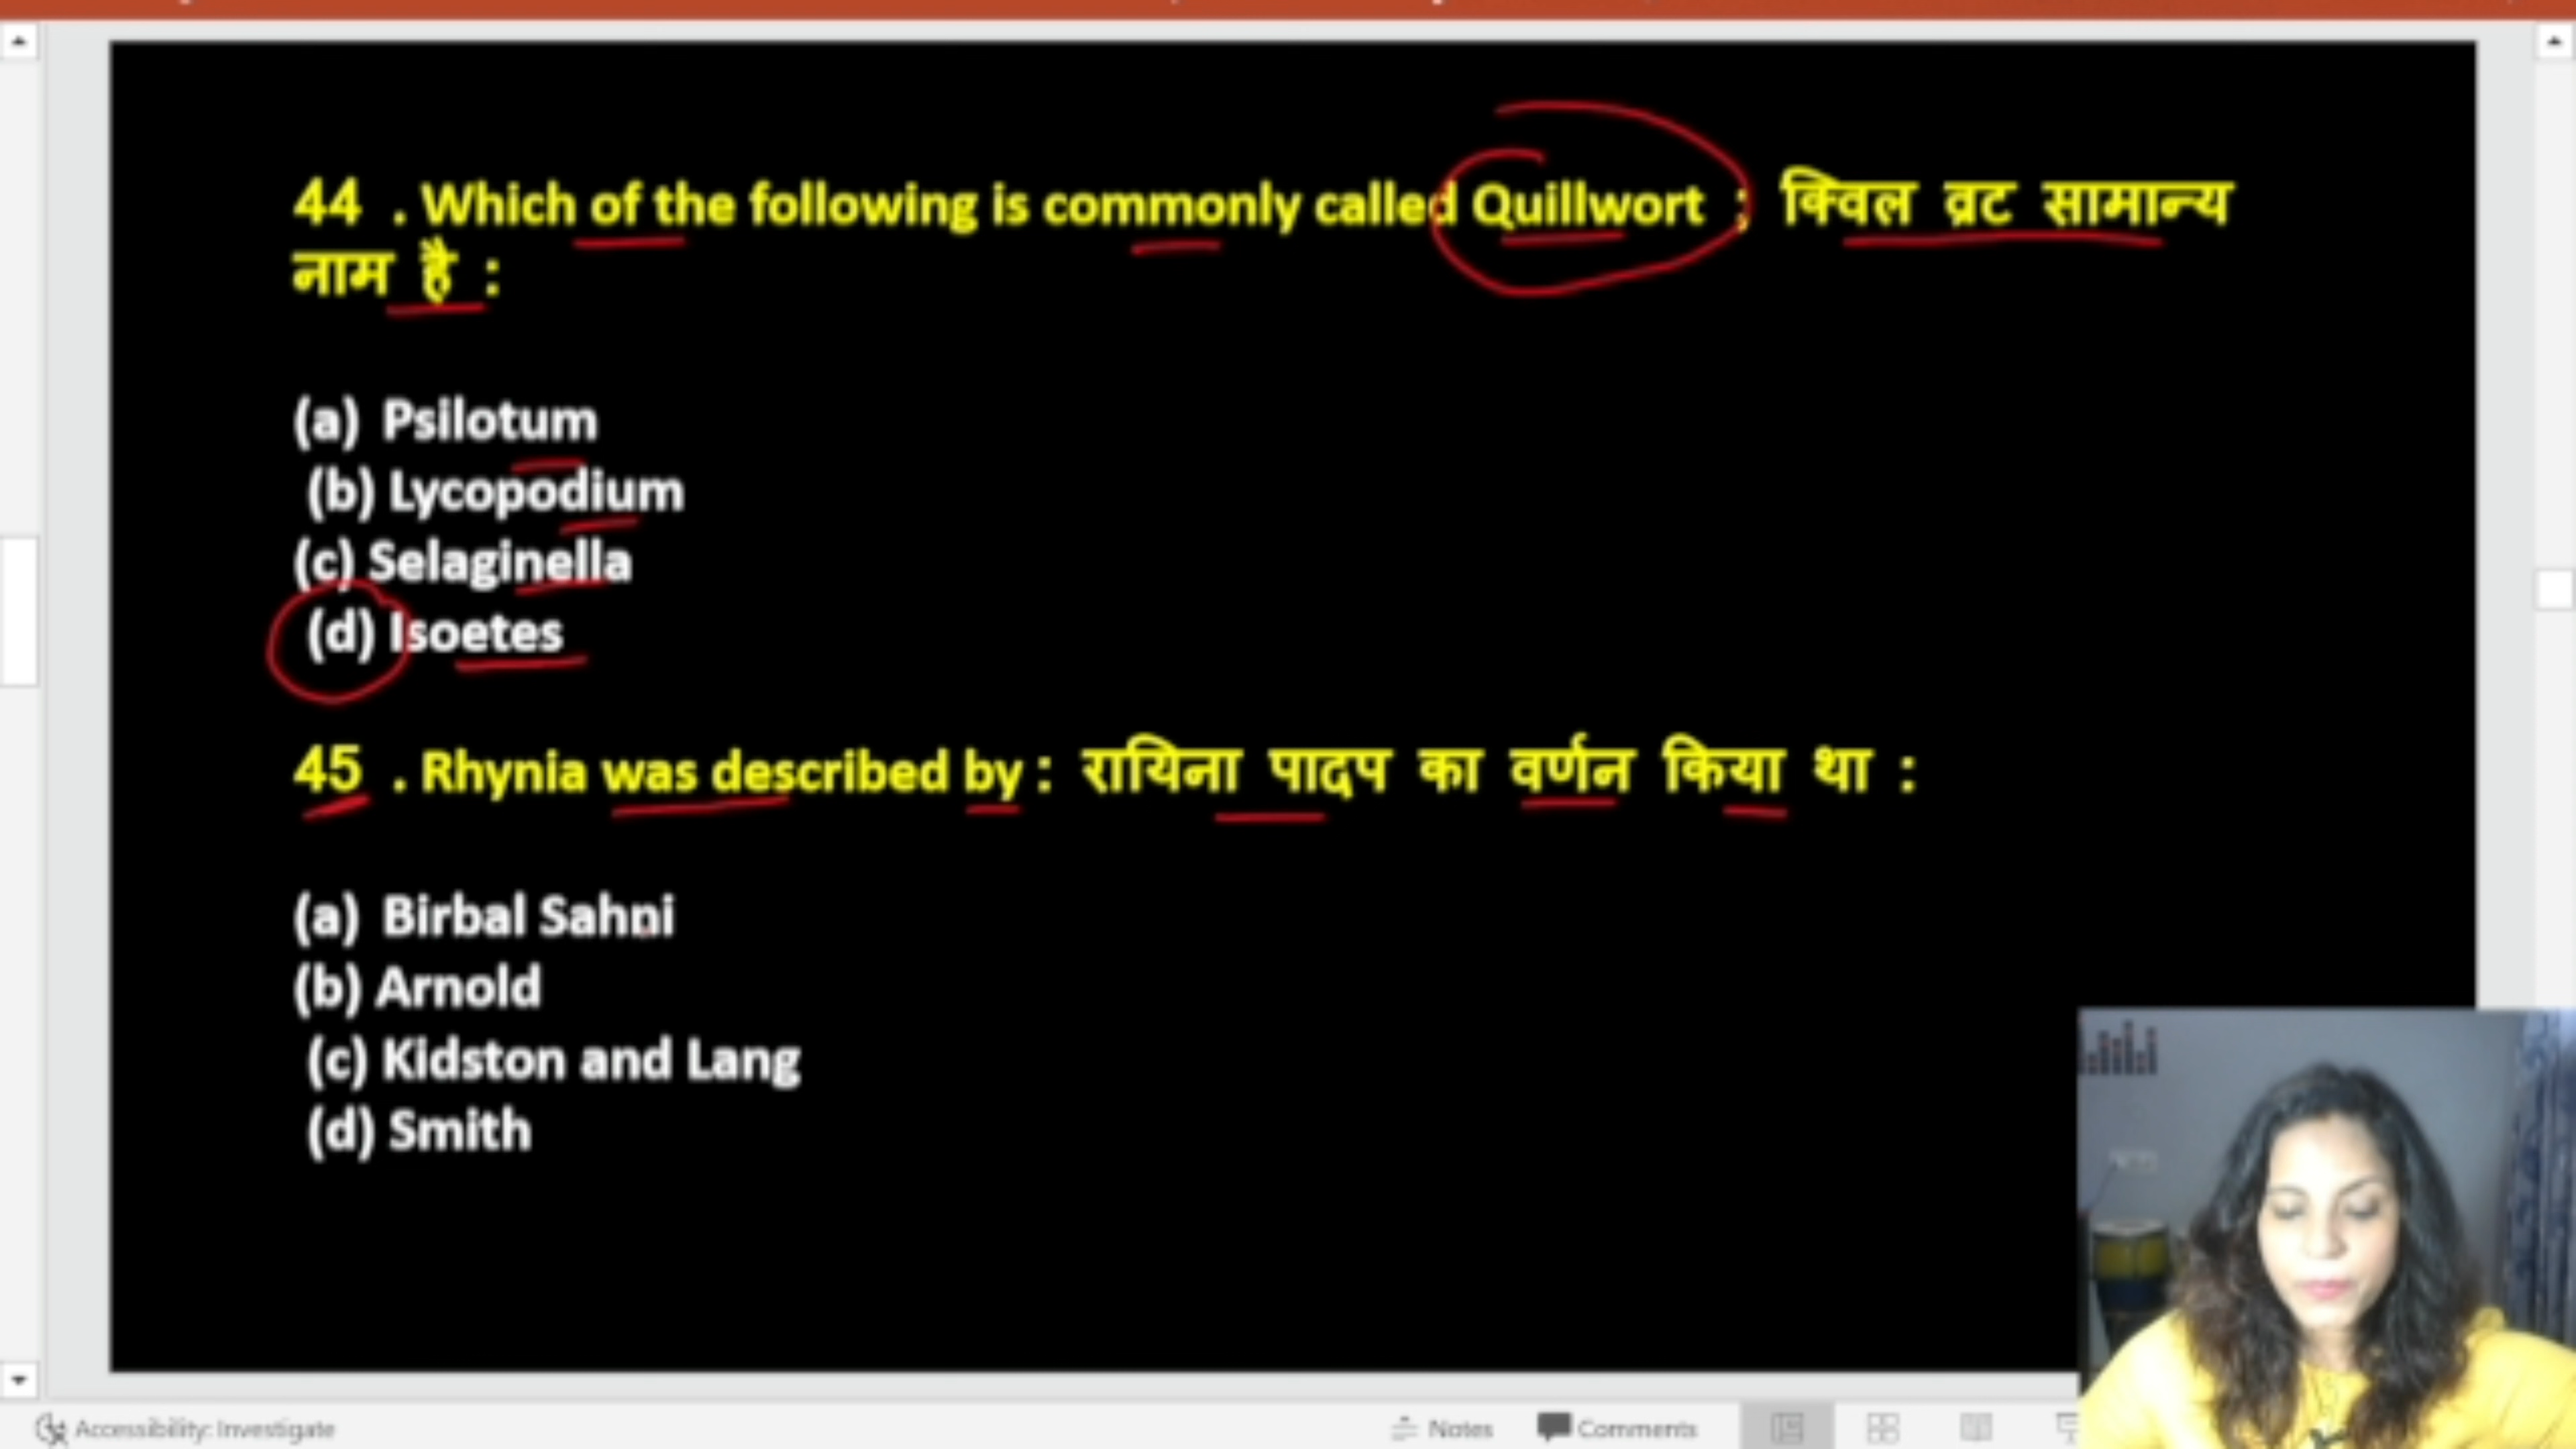 44 . Which of the following is commonly called Quillwort ; क्विल व्रट सामान्य
नाम है :
(a) Psilotum
(b) Lycopodium
(c) Selaginella
(d) Isoetes
45 . Rhynia was described by : रायिना पादप का वर्णन किया था :
(a) Birbal Sahni
(b) Arnold
(c) Kidston and Lang
(d) Smith
Accessibility: Investigate
Notes
Comments